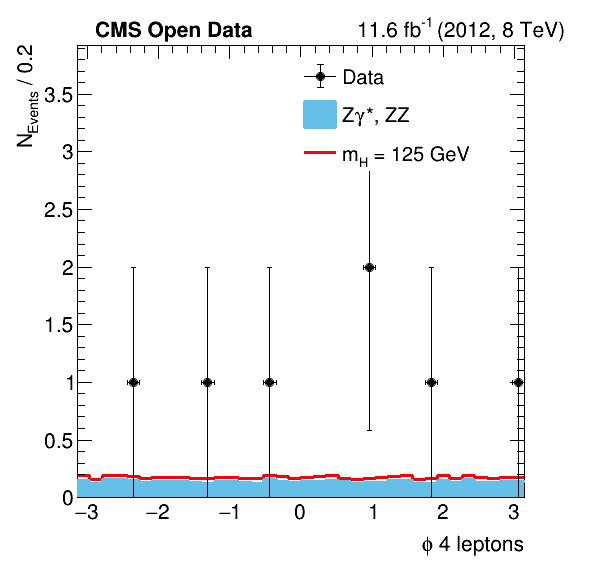 CMS Open Data 11.6 fb⁻¹ (2012, 8 TeV)
N_Events / 0.2
Data
Zγ*, ZZ
m_H = 125 GeV
3.5
3
2.5
2
1.5
1
0.5
0
−3 −2 −1 0 1 2 3
ϕ 4 leptons